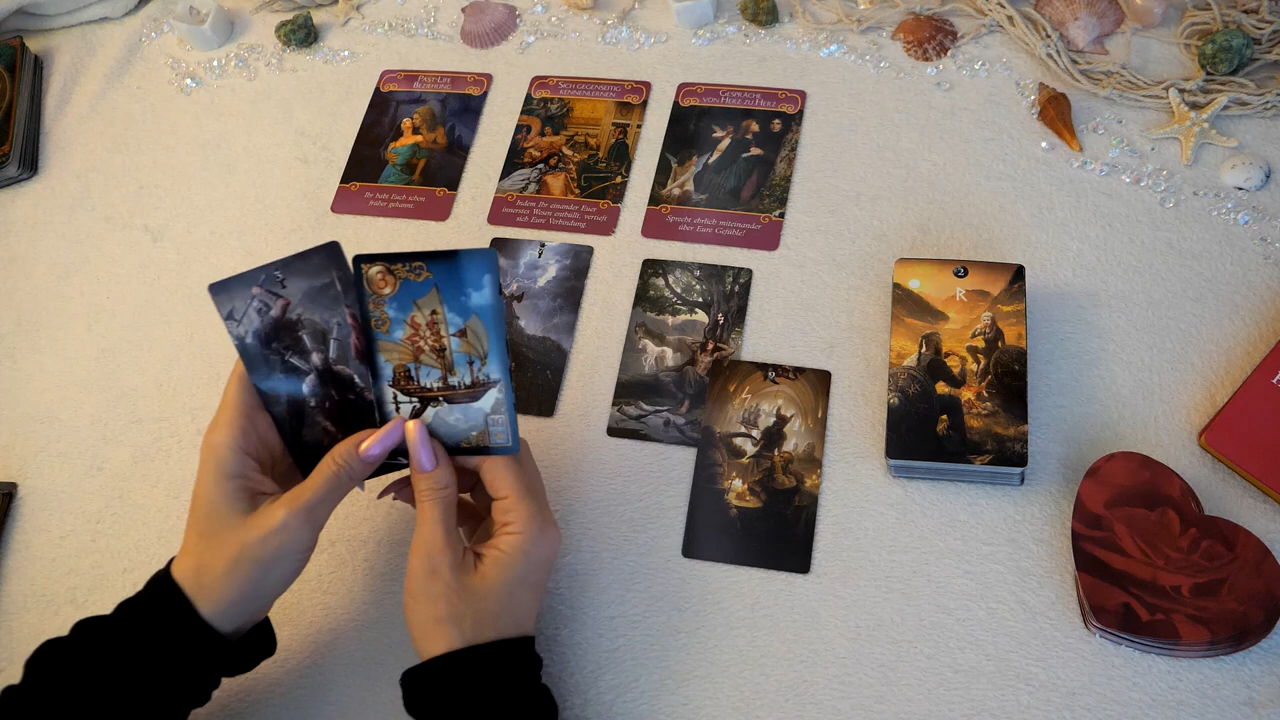 PAST-LIFE
BEZIEHUNG
Ihr habt Euch schon
früher gekannt.
SICH GEGENSEITIG
KENNENLERNEN
Indem Ihr einander Euer
innerstes Wesen enthüllt, vertieft
sich Eure Verbindung.
GESPRÄCHE
VON HERZ ZU HERZ
Sprecht ehrlich miteinander
über Eure Gefühle!
3
2
ᚱ
ᛊ